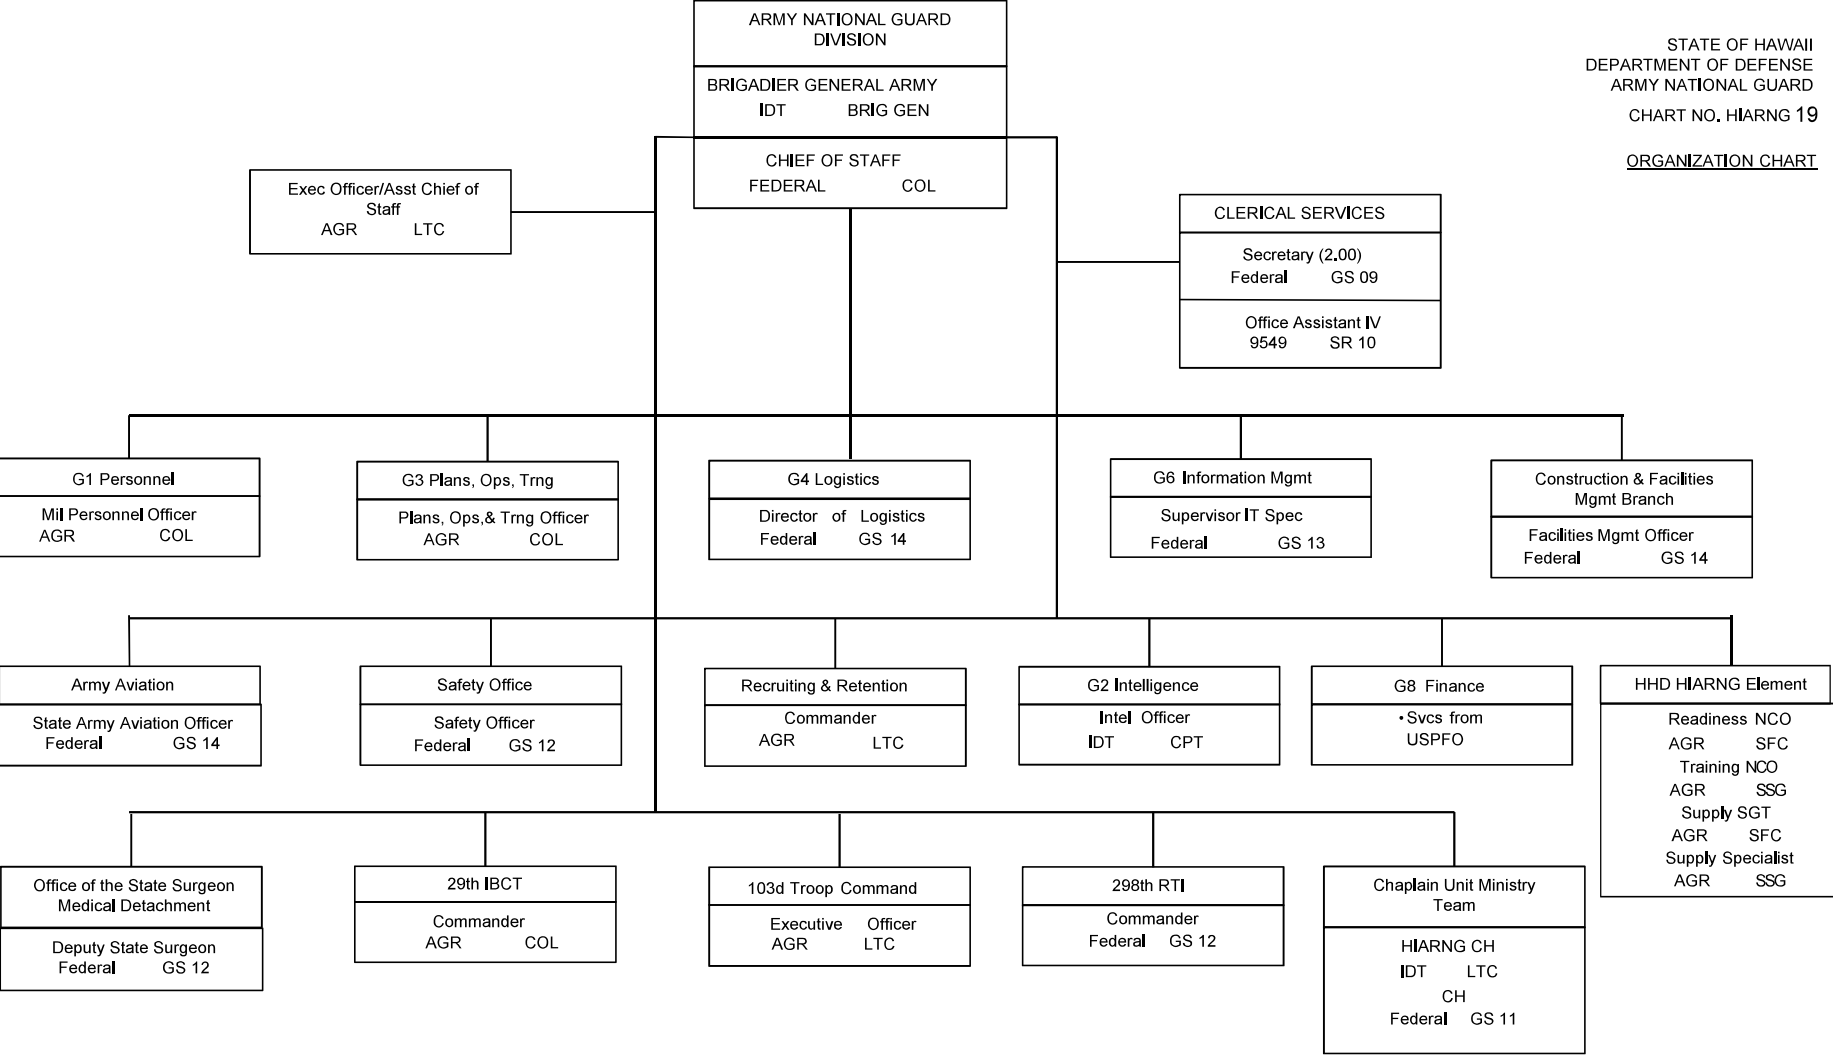 ARMY NATIONAL GUARD
DIVISION
BRIGADIER GENERAL ARMY
IDT BRIG GEN
CHIEF OF STAFF
FEDERAL COL
STATE OF HAWAII
DEPARTMENT OF DEFENSE
ARMY NATIONAL GUARD
CHART NO. HIARNG 19
ORGANIZATION CHART
Exec Officer/Asst Chief of
Staff
AGR LTC
CLERICAL SERVICES
Secretary (2.00)
Federal GS 09
Office Assistant IV
9549 SR 10
G1 Personnel
Mil Personnel Officer
AGR COL
G3 Plans, Ops, Trng
Plans, Ops,& Trng Officer
AGR COL
G4 Logistics
Director of Logistics
Federal GS 14
G6 Information Mgmt
Supervisor IT Spec
Federal GS 13
Construction & Facilities
Mgmt Branch
Facilities Mgmt Officer
Federal GS 14
Army Aviation
State Army Aviation Officer
Federal GS 14
Safety Office
Safety Officer
Federal GS 12
Recruiting & Retention
Commander
AGR LTC
G2 Intelligence
Intel Officer
IDT CPT
G8 Finance
• Svcs from
USPFO
HHD HIARNG Element
Readiness NCO
AGR SFC
Training NCO
AGR SSG
Supply SGT
AGR SFC
Supply Specialist
AGR SSG
Office of the State Surgeon
Medical Detachment
Deputy State Surgeon
Federal GS 12
29th IBCT
Commander
AGR COL
103d Troop Command
Executive Officer
AGR LTC
298th RTI
Commander
Federal GS 12
Chaplain Unit Ministry
Team
HIARNG CH
IDT LTC
CH
Federal GS 11